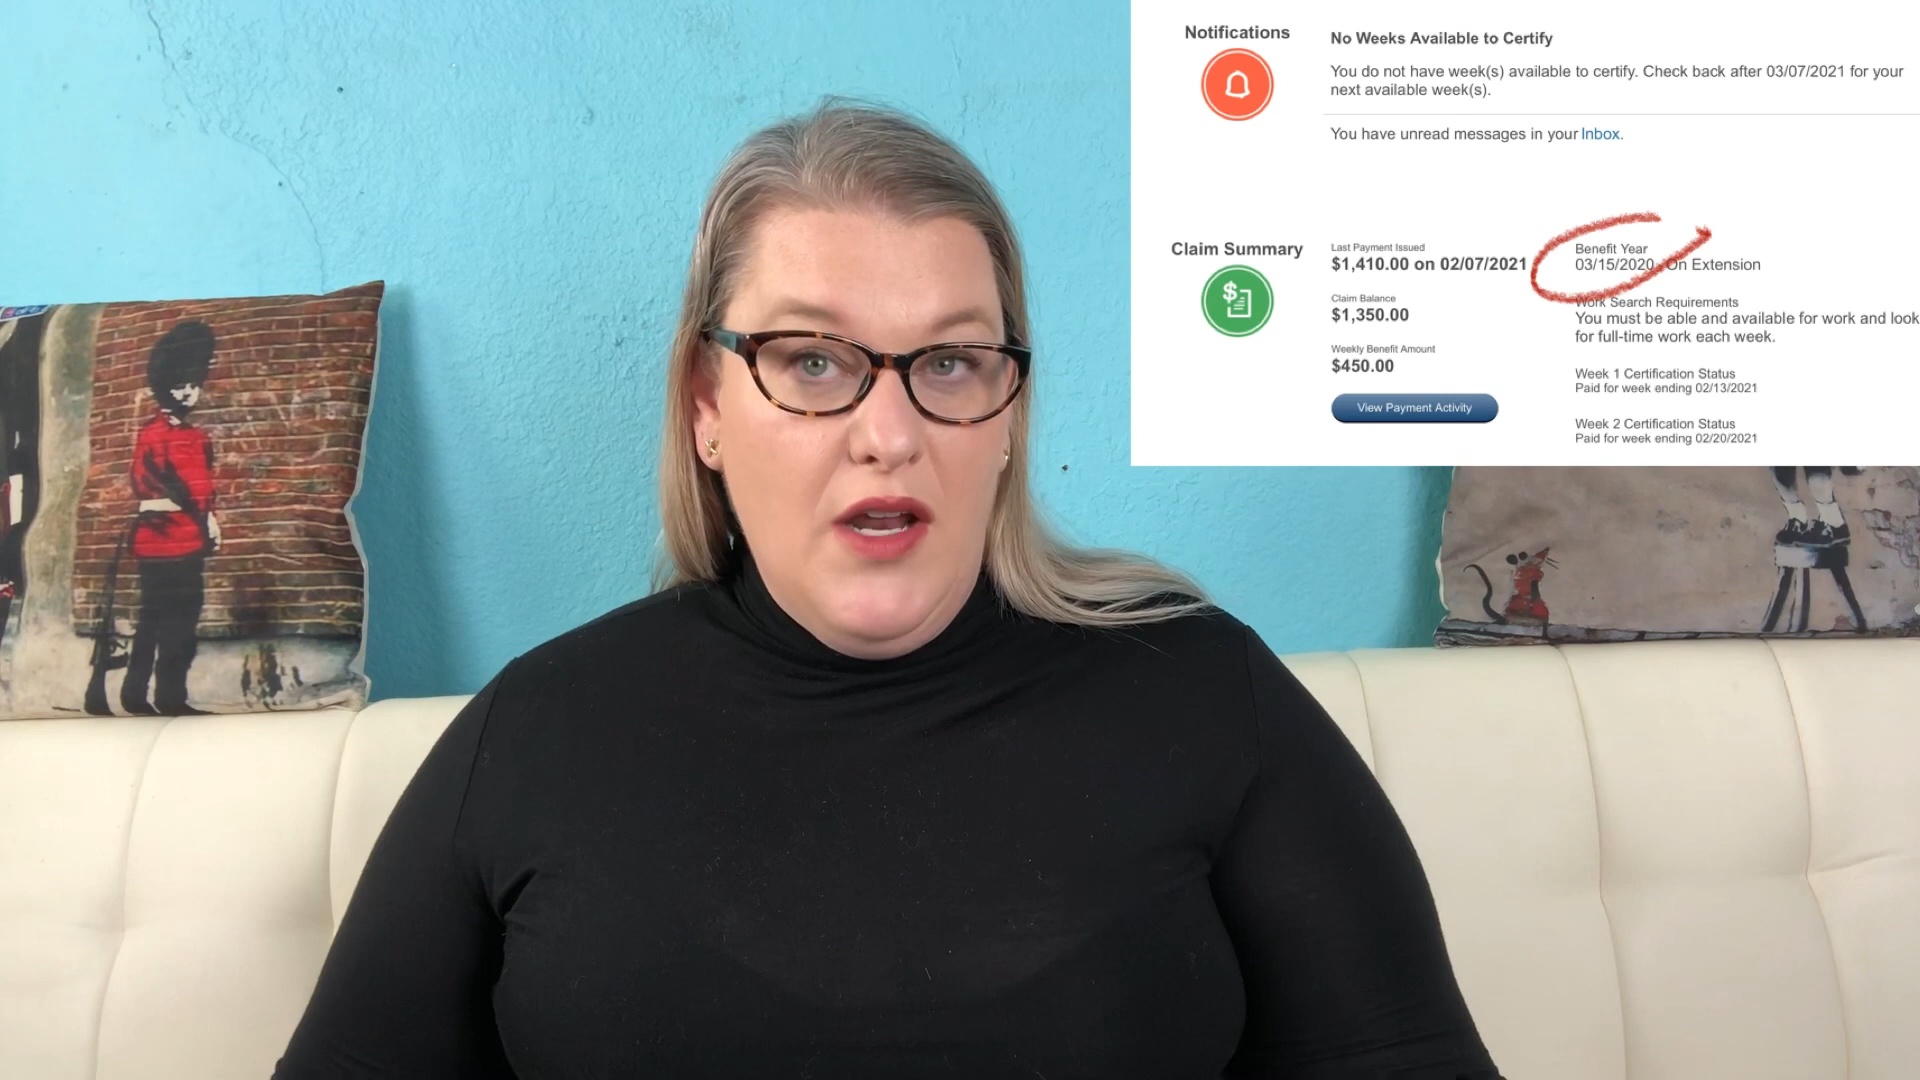 Notifications
No Weeks Available to Certify
You do not have week(s) available to certify. Check back after 03/07/2021 for your
next available week(s).
You have unread messages in your Inbox.
Claim Summary
Last Payment Issued
$1,410.00 on 02/07/2021
Claim Balance
$1,350.00
Weekly Benefit Amount
$450.00
View Payment Activity
Benefit Year
03/15/2020 - On Extension
Work Search Requirements
You must be able and available for work and look
for full-time work each week.
Week 1 Certification Status
Paid for week ending 02/13/2021
Week 2 Certification Status
Paid for week ending 02/20/2021